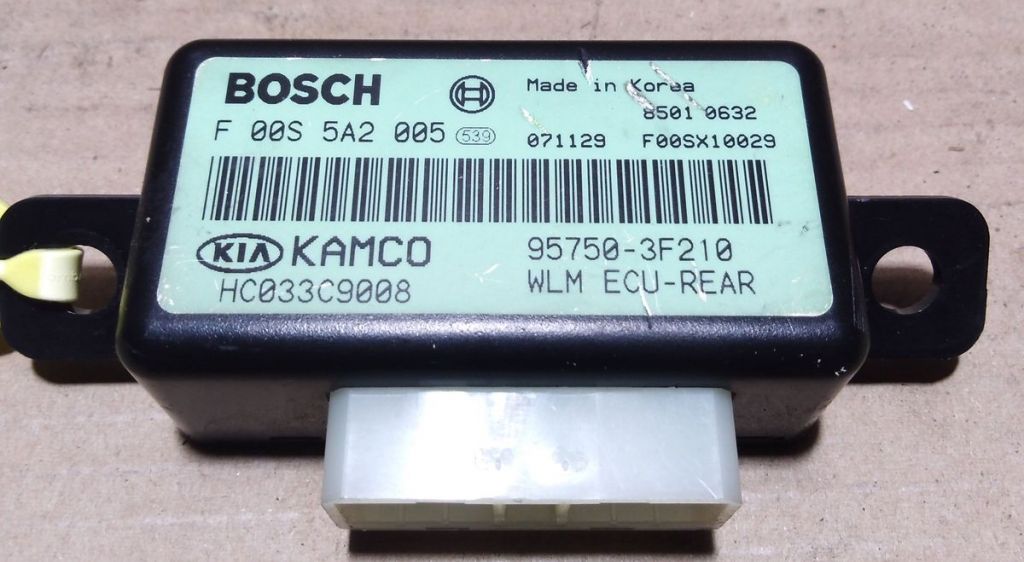 BOSCH
Made in Korea
8501 0632
F 00S 5A2 005 539
071129 F00SX10029
KIA KAMCO
95750-3F210
HC033C9008
WLM ECU-REAR